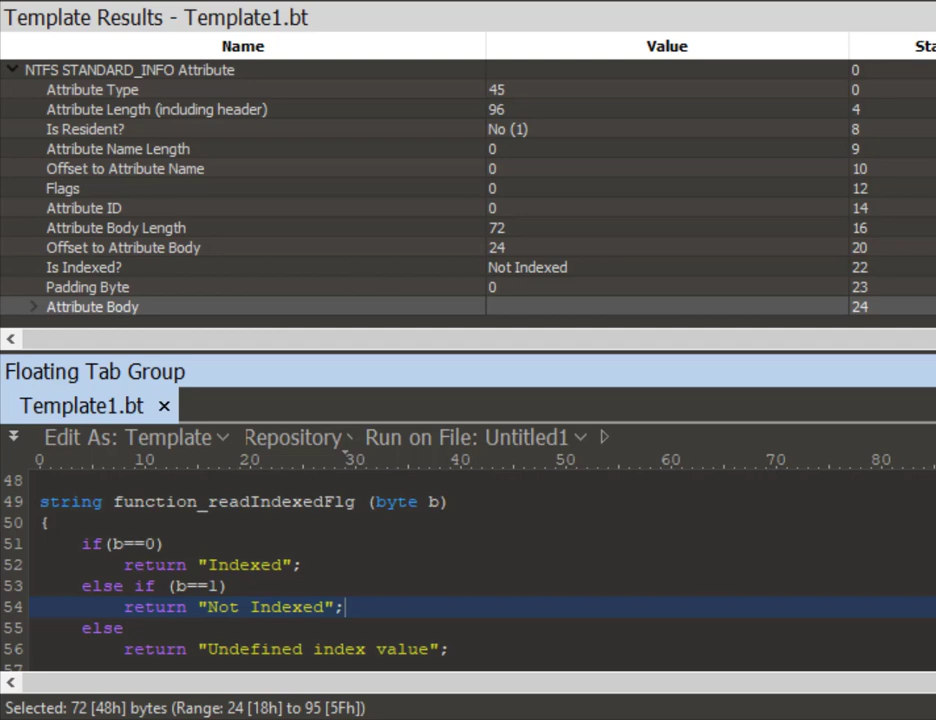 Template Results - Template1.bt
Name Value Sta
NTFS STANDARD_INFO Attribute 0
Attribute Type 45 0
Attribute Length (including header) 96 4
Is Resident? No (1) 8
Attribute Name Length 0 9
Offset to Attribute Name 0 10
Flags 0 12
Attribute ID 0 14
Attribute Body Length 72 16
Offset to Attribute Body 24 20
Is Indexed? Not Indexed 22
Padding Byte 0 23
Attribute Body 24
Floating Tab Group
Template1.bt ×
Edit As: Template Repository Run on File: Untitled1
0 10 20 30 40 50 60 70 80
48
49 string function_readIndexedFlg (byte b)
50 {
51 if(b==0)
52 return "Indexed";
53 else if (b==1)
54 return "Not Indexed";
55 else
56 return "Undefined index value";
57
Selected: 72 [48h] bytes (Range: 24 [18h] to 95 [5Fh])